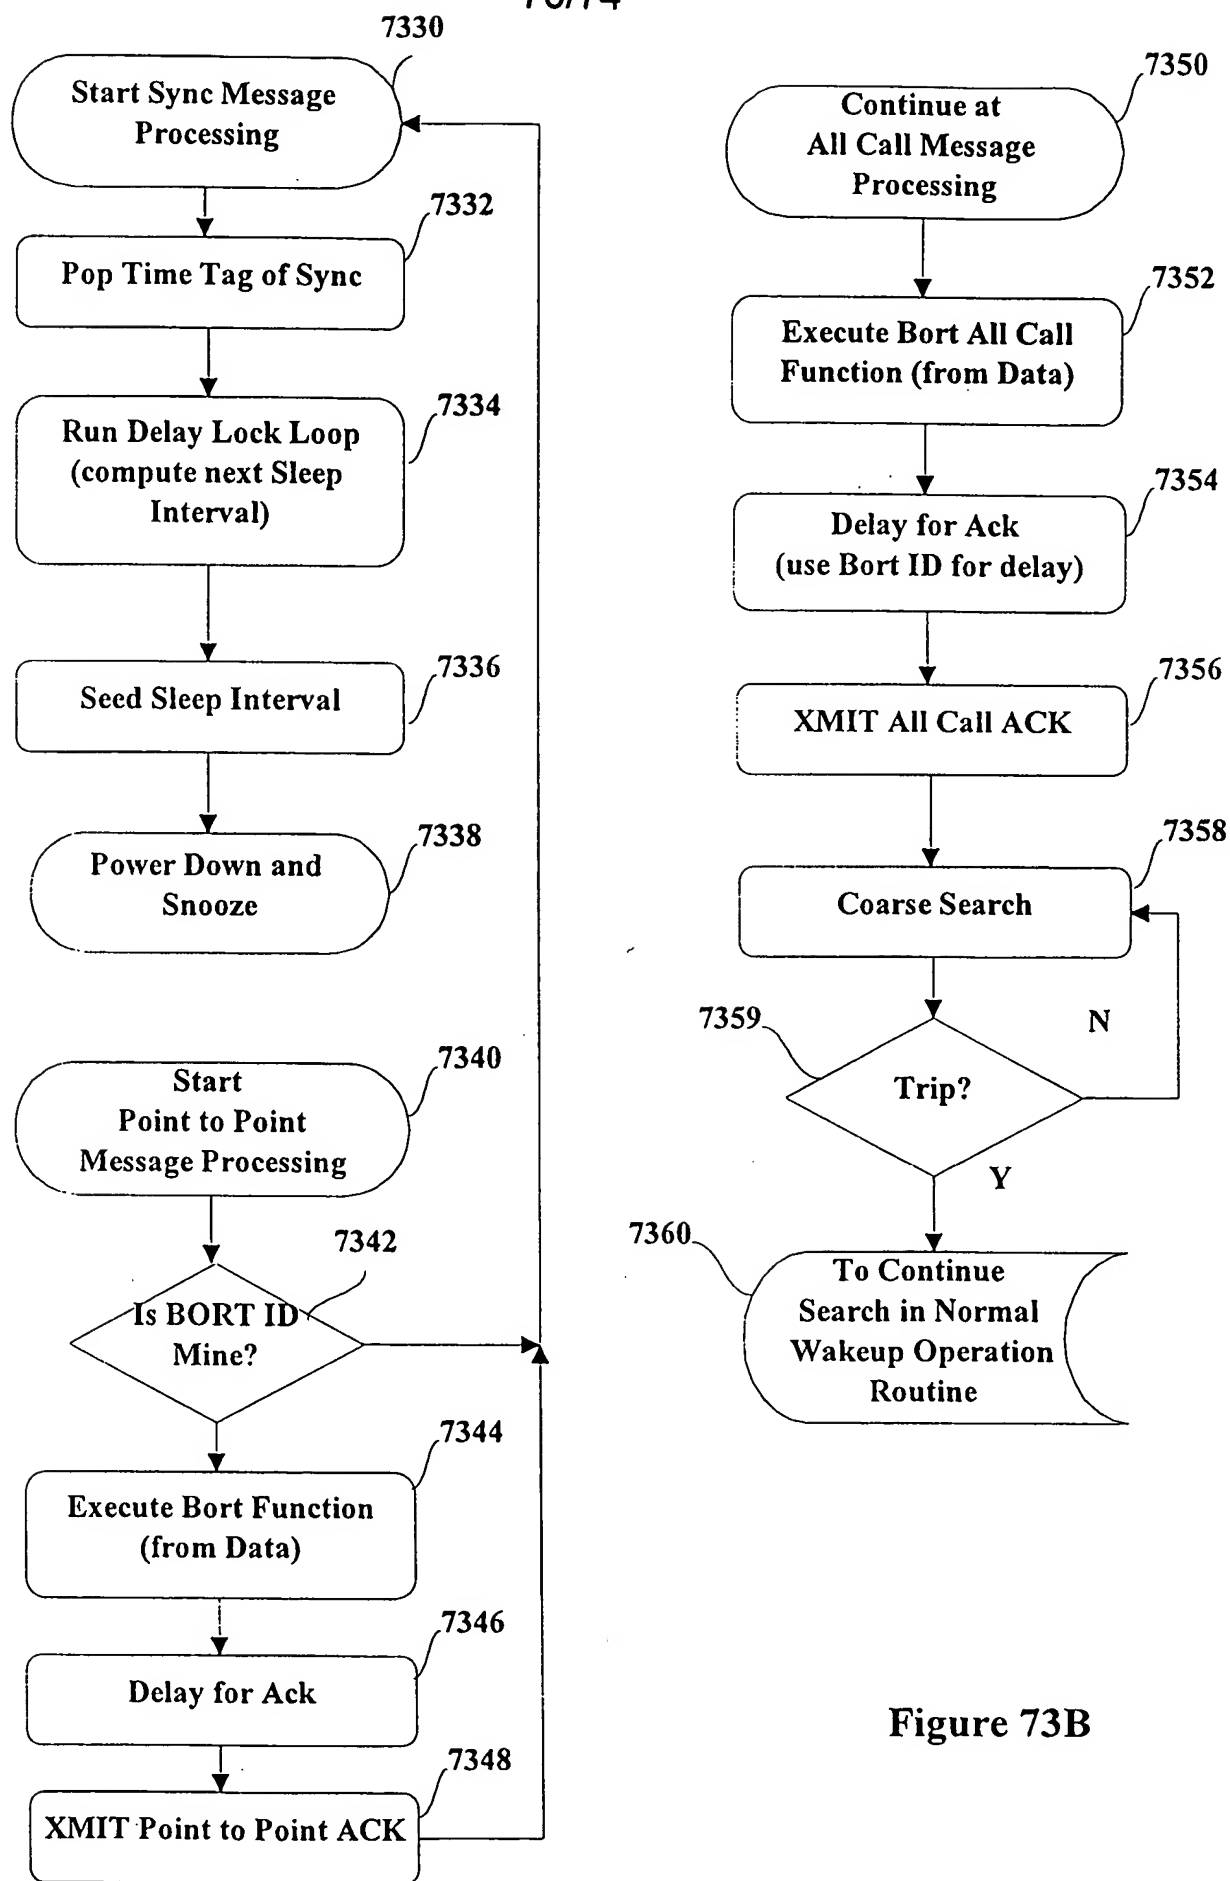 7330
Start Sync Message
Processing
7332
Pop Time Tag of Sync
7334
Run Delay Lock Loop
(compute next Sleep
Interval)
7336
Seed Sleep Interval
7338
Power Down and
Snooze
7340
Start
Point to Point
Message Processing
7342
Is BORT ID
Mine?
7344
Execute Bort Function
(from Data)
7346
Delay for Ack
7348
XMIT Point to Point ACK
7350
Continue at
All Call Message
Processing
7352
Execute Bort All Call
Function (from Data)
7354
Delay for Ack
(use Bort ID for delay)
7356
XMIT All Call ACK
7358
Coarse Search
7359
Trip?
N
Y
7360
To Continue
Search in Normal
Wakeup Operation
Routine
Figure 73B